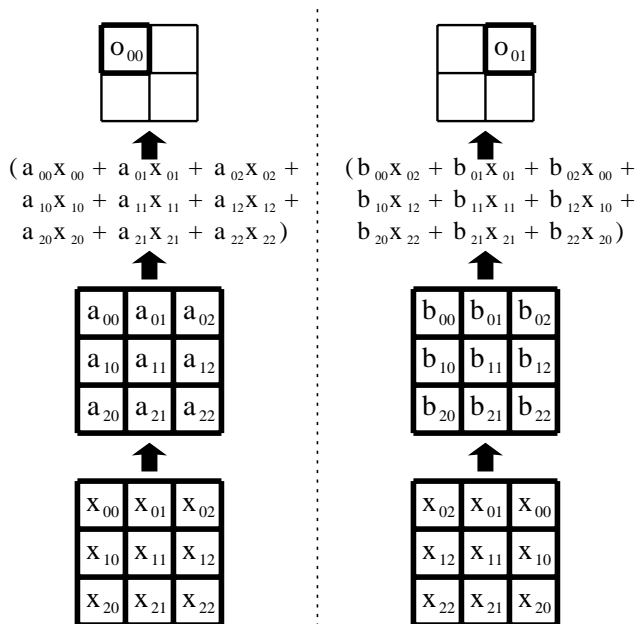 o₀₀
(a₀₀x₀₀ + a₀₁x₀₁ + a₀₂x₀₂ +
a₁₀x₁₀ + a₁₁x₁₁ + a₁₂x₁₂ +
a₂₀x₂₀ + a₂₁x₂₁ + a₂₂x₂₂)
a₀₀ a₀₁ a₀₂
a₁₀ a₁₁ a₁₂
a₂₀ a₂₁ a₂₂
x₀₀ x₀₁ x₀₂
x₁₀ x₁₁ x₁₂
x₂₀ x₂₁ x₂₂
o₀₁
(b₀₀x₀₂ + b₀₁x₀₁ + b₀₂x₀₀ +
b₁₀x₁₂ + b₁₁x₁₁ + b₁₂x₁₀ +
b₂₀x₂₂ + b₂₁x₂₁ + b₂₂x₂₀)
b₀₀ b₀₁ b₀₂
b₁₀ b₁₁ b₁₂
b₂₀ b₂₁ b₂₂
x₀₂ x₀₁ x₀₀
x₁₂ x₁₁ x₁₀
x₂₂ x₂₁ x₂₀